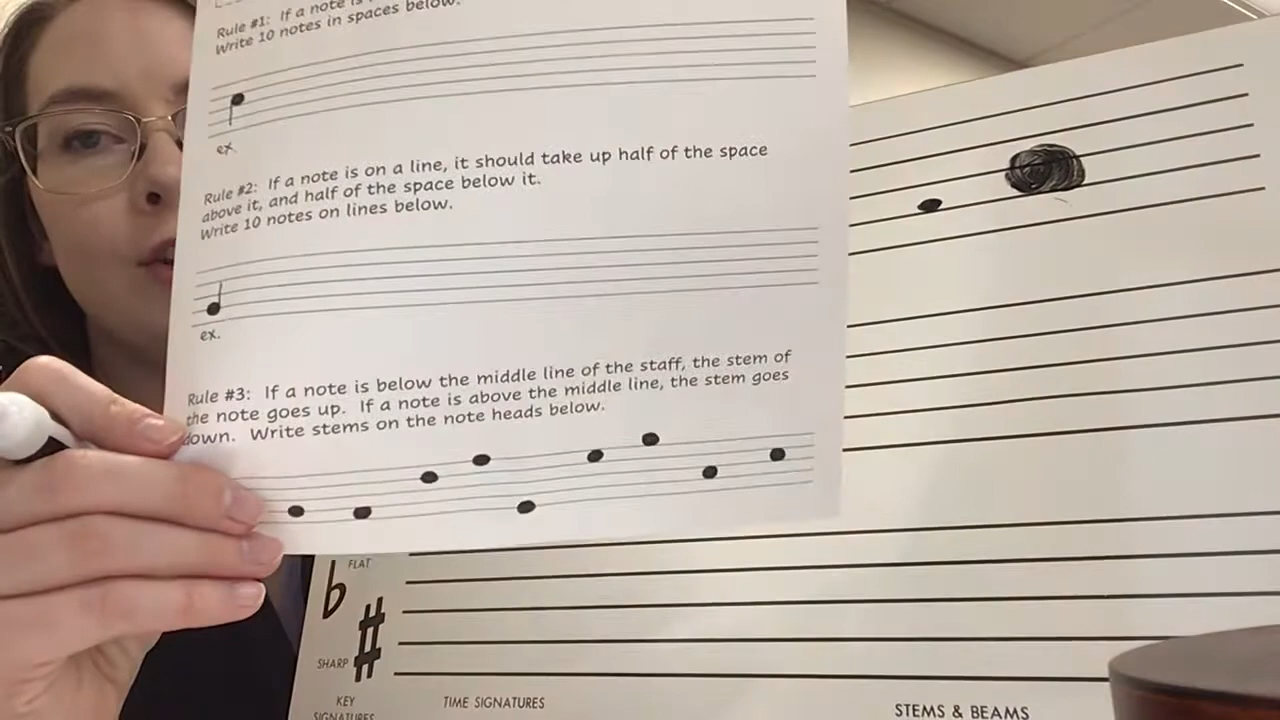 Rule #1: If a note is
Write 10 notes in spaces below.
ex.
Rule #2: If a note is on a line, it should take up half of the space
above it, and half of the space below it.
Write 10 notes on lines below.
ex.
Rule #3: If a note is below the middle line of the staff, the stem of
the note goes up. If a note is above the middle line, the stem goes
down. Write stems on the note heads below.
FLAT
SHARP
KEY
SIGNATURES
TIME SIGNATURES
STEMS & BEAMS